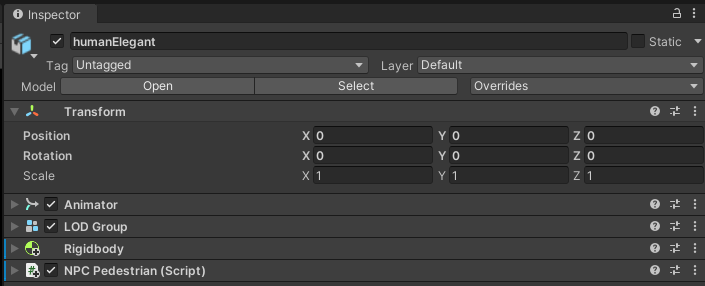 Inspector
humanElegant Static
Tag Untagged Layer Default
Model Open Select Overrides
Transform
Position X 0 Y 0 Z 0
Rotation X 0 Y 0 Z 0
Scale X 1 Y 1 Z 1
Animator
LOD Group
Rigidbody
NPC Pedestrian (Script)